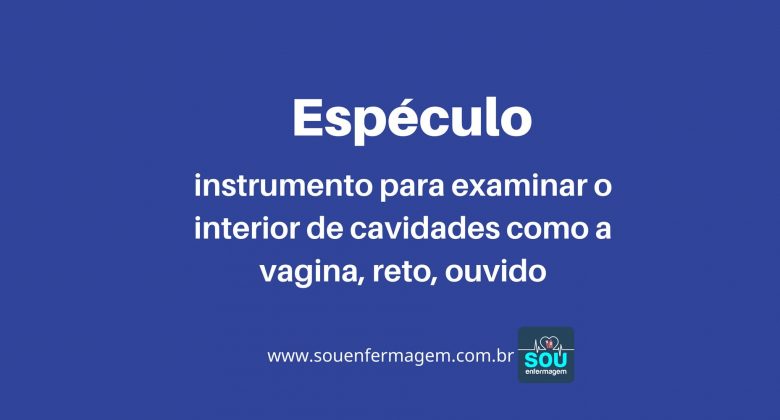 Espéculo
instrumento para examinar o
interior de cavidades como a
vagina, reto, ouvido
www.souenfermagem.com.br
SOU
enfermagem